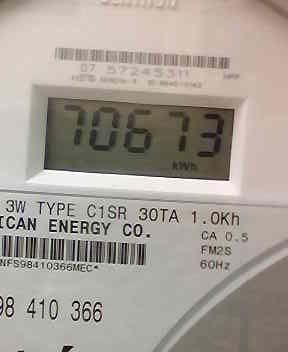 07 57245311
70673
kWh
3W TYPE C1SR 30TA 1.0Kh
ICAN ENERGY CO.
CA 0.5
FM2S
60Hz
NFS98410366MEC*
98 410 366